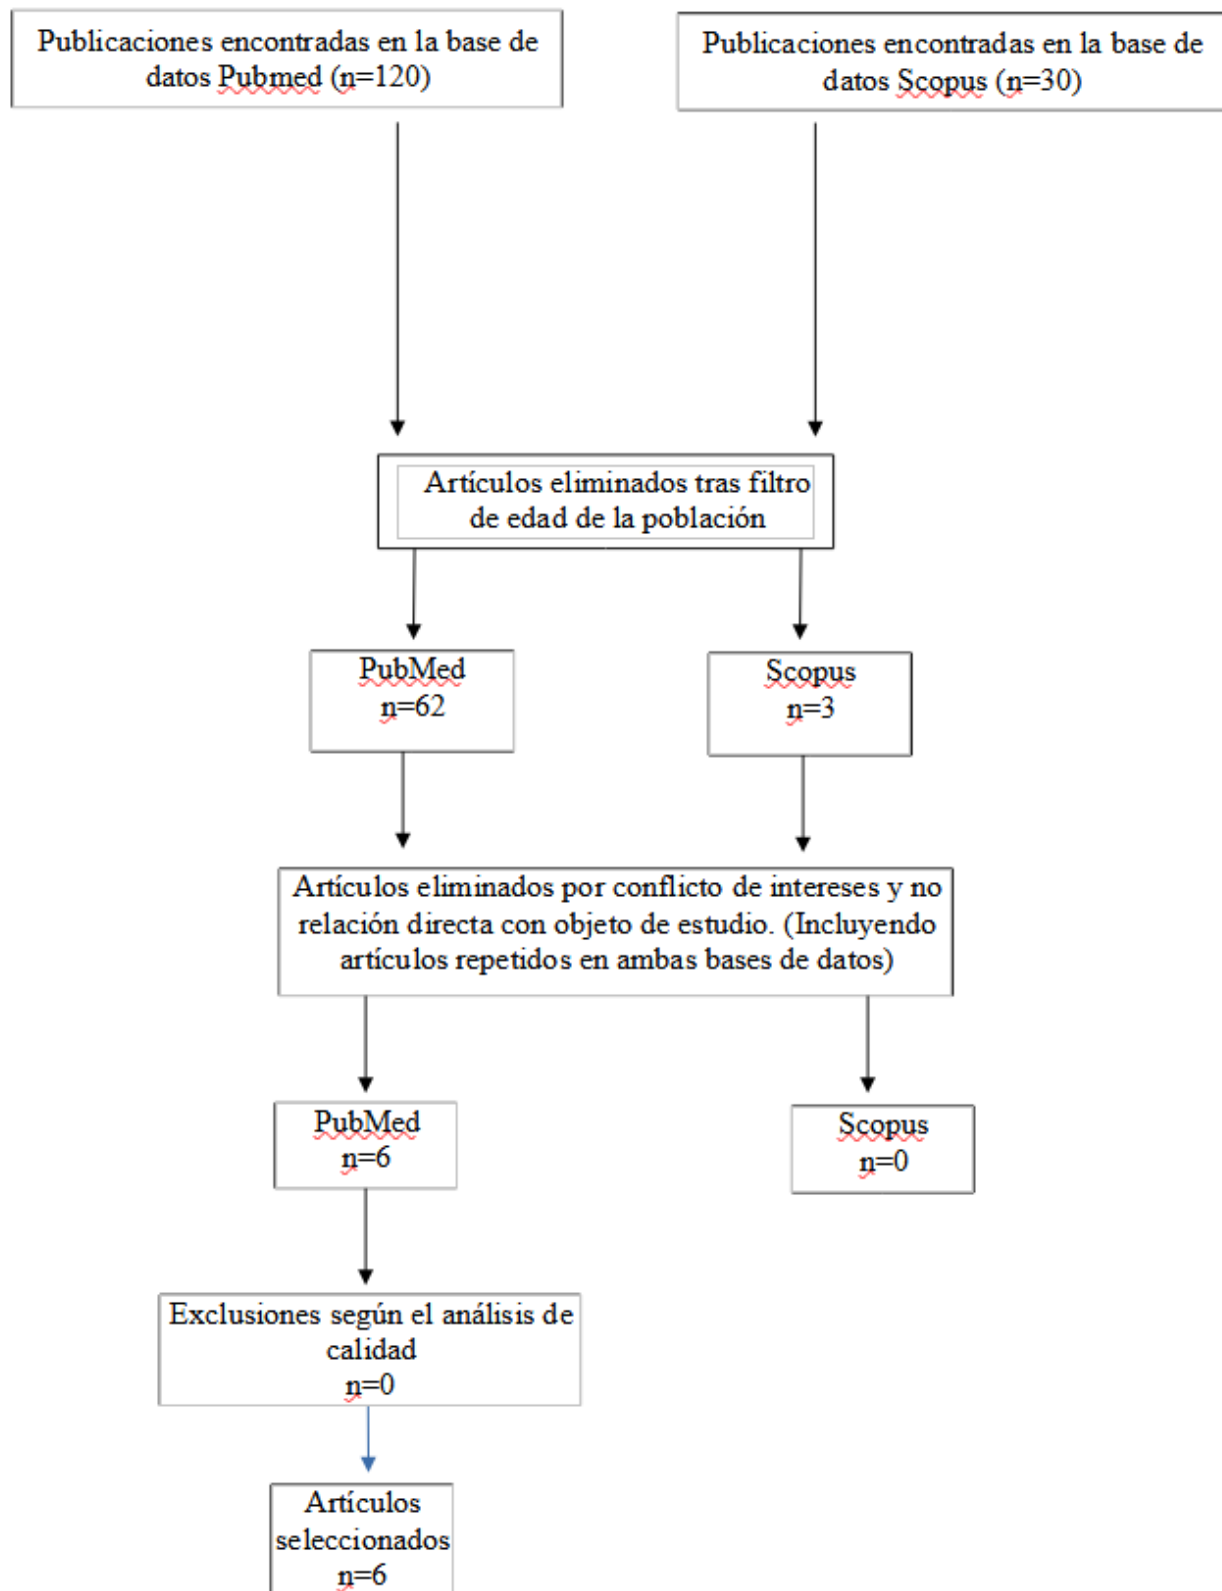 Publicaciones encontradas en la base de
datos Pubmed (n=120)
Publicaciones encontradas en la base de
datos Scopus (n=30)
Artículos eliminados tras filtro
de edad de la población
PubMed
n=62
Scopus
n=3
Artículos eliminados por conflicto de intereses y no
relación directa con objeto de estudio. (Incluyendo
artículos repetidos en ambas bases de datos)
PubMed
n=6
Scopus
n=0
Exclusiones según el análisis de
calidad
n=0
Artículos
seleccionados
n=6